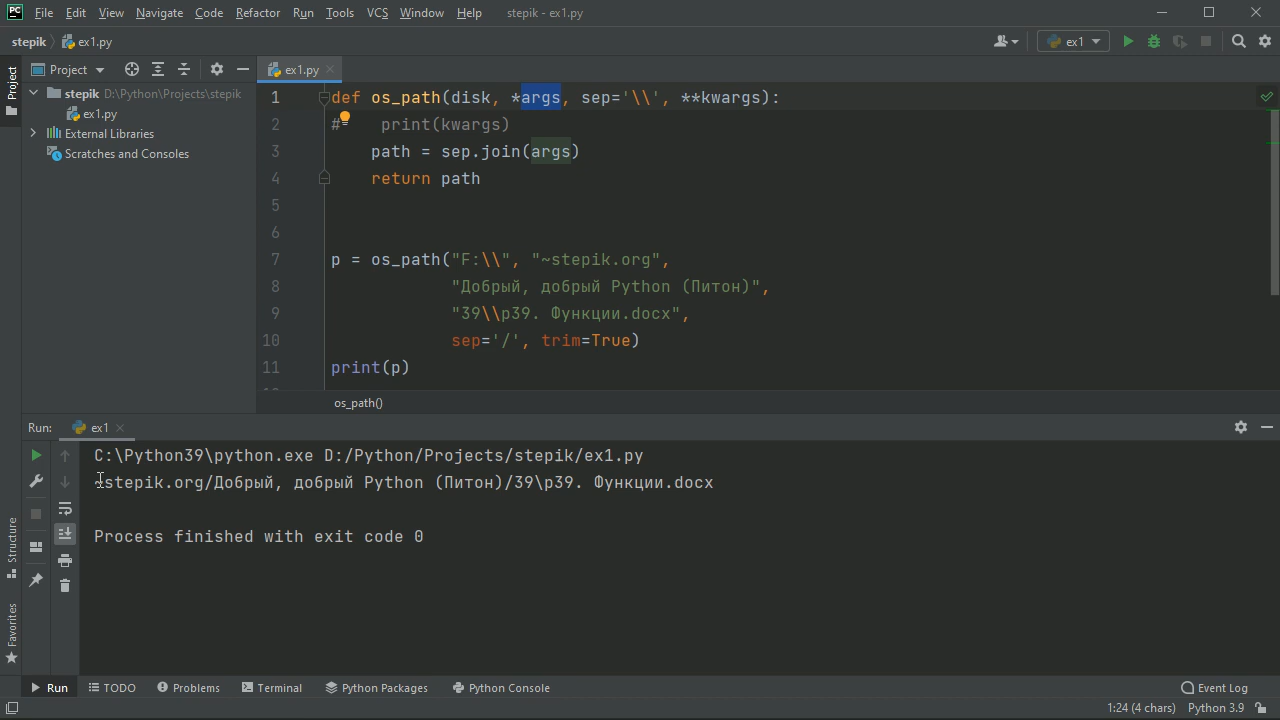 File Edit View Navigate Code Refactor Run Tools VCS Window Help stepik - ex1.py
stepik ex1.py ex1
Project ex1.py
Project
stepik D:\Python\Projects\stepik
ex1.py
External Libraries
Scratches and Consoles
1 def os_path(disk, *args, sep='\\', **kwargs):
2 # print(kwargs)
3 path = sep.join(args)
4 return path
5
6
7 p = os_path("F:\\", "~stepik.org",
8 "Добрый, добрый Python (Питон)",
9 "39\\p39. Функции.docx",
10 sep='/', trim=True)
11 print(p)
os_path()
Run: ex1
C:\Python39\python.exe D:/Python/Projects/stepik/ex1.py
~stepik.org/Добрый, добрый Python (Питон)/39\p39. Функции.docx
Process finished with exit code 0
Structure
Favorites
Run TODO Problems Terminal Python Packages Python Console Event Log
1:24 (4 chars) Python 3.9